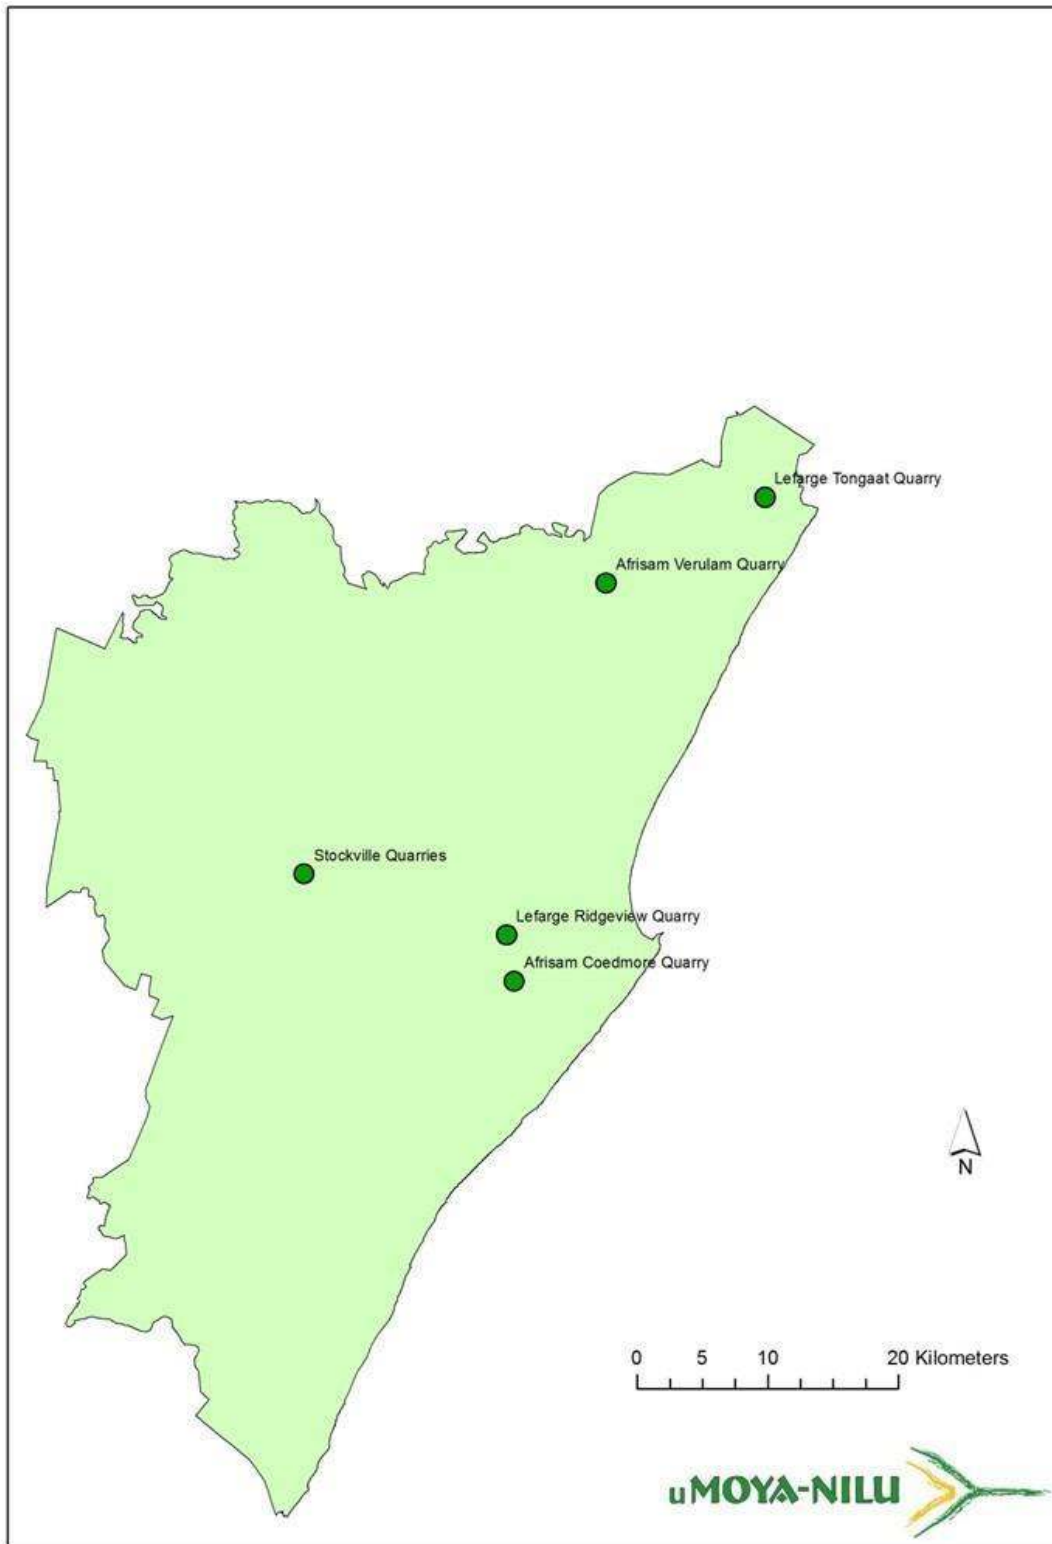 Lefarge Tongaat Quarry
Afrisam Verulam Quarry
Stockville Quarries
Lefarge Ridgeview Quarry
Afrisam Coedmore Quarry
N
0 5 10 20 Kilometers
uMOYA-NILU